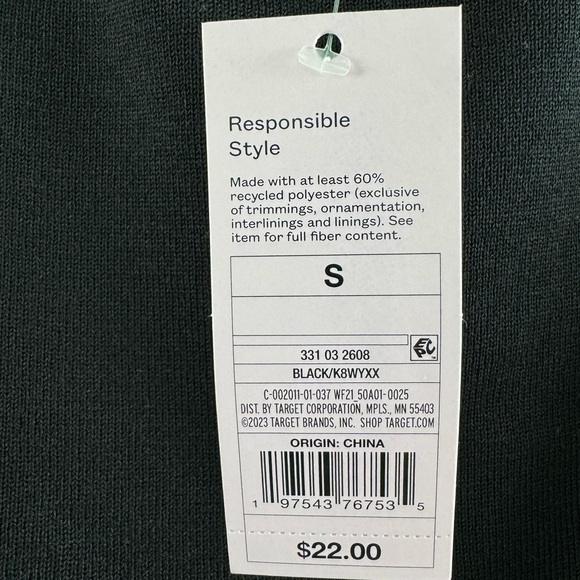 Responsible
Style
Made with at least 60%
recycled polyester (exclusive
of trimmings, ornamentation,
interlinings and linings). See
item for full fiber content.
S
331 03 2608
EPC
BLACK/K8WYXX
C-002011-01-037 WF21_50A01-0025
DIST. BY TARGET CORPORATION, MPLS., MN 55403
©2023 TARGET BRANDS, INC. SHOP TARGET.COM
ORIGIN: CHINA
1 97543 76753 5
$22.00